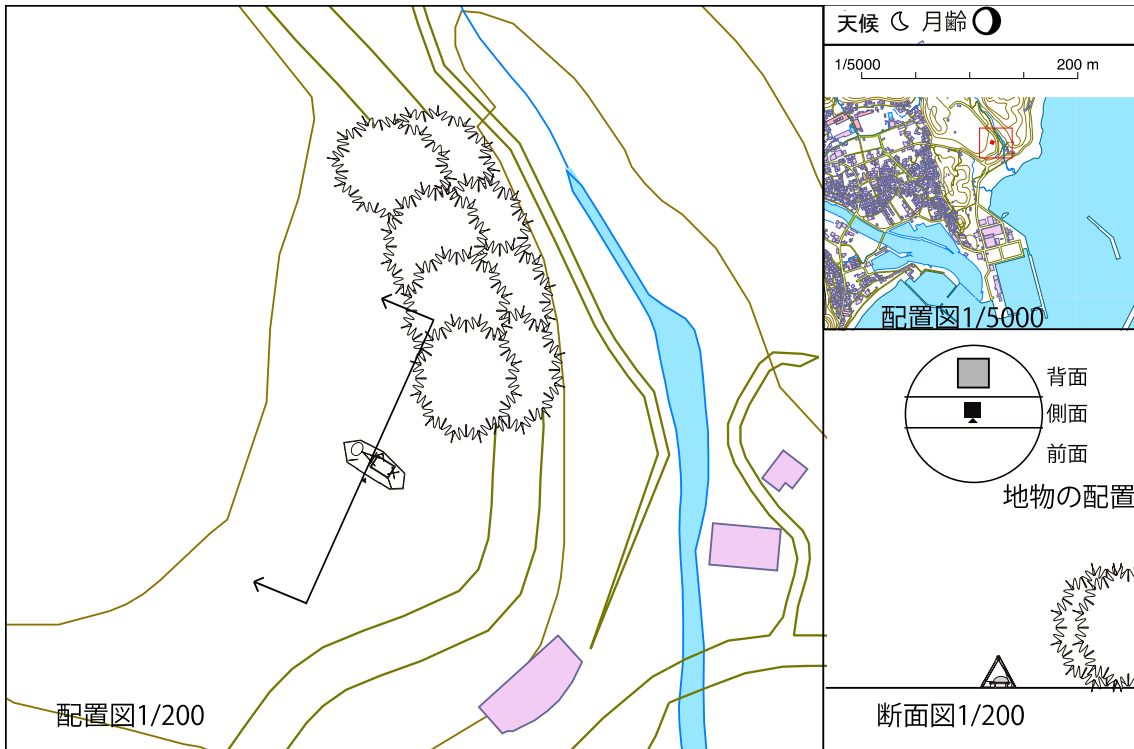 天候 月齢
1/5000 200 m
配置図1/5000
背面
側面
前面
地物の配置
配置図1/200
断面図1/200